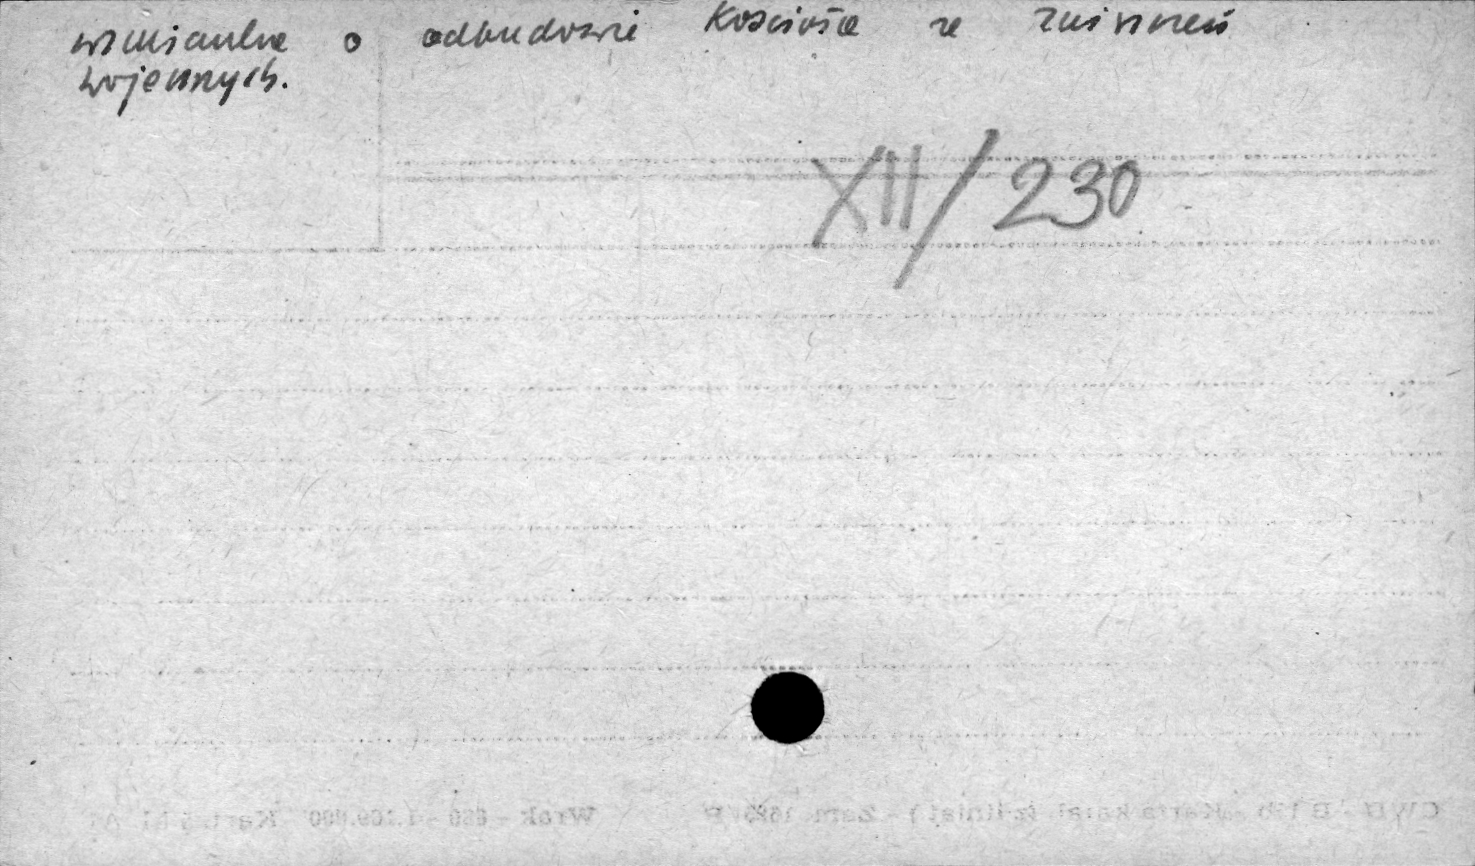 wzmianka o odbudowie Kościoła ze zniszczeń
wojennych.
XII/230